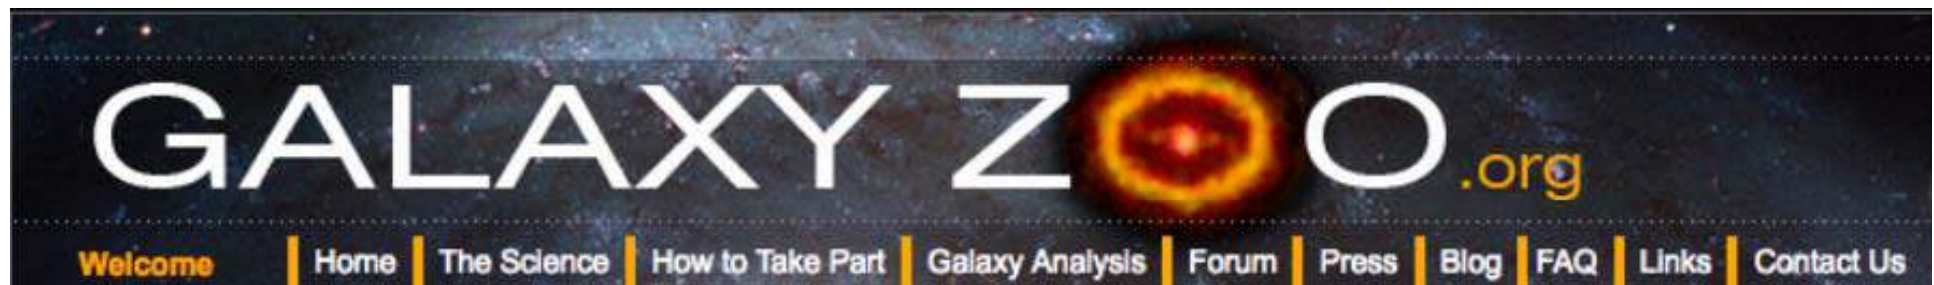 GALAXY ZOO.org
Welcome Home The Science How to Take Part Galaxy Analysis Forum Press Blog FAQ Links Contact Us